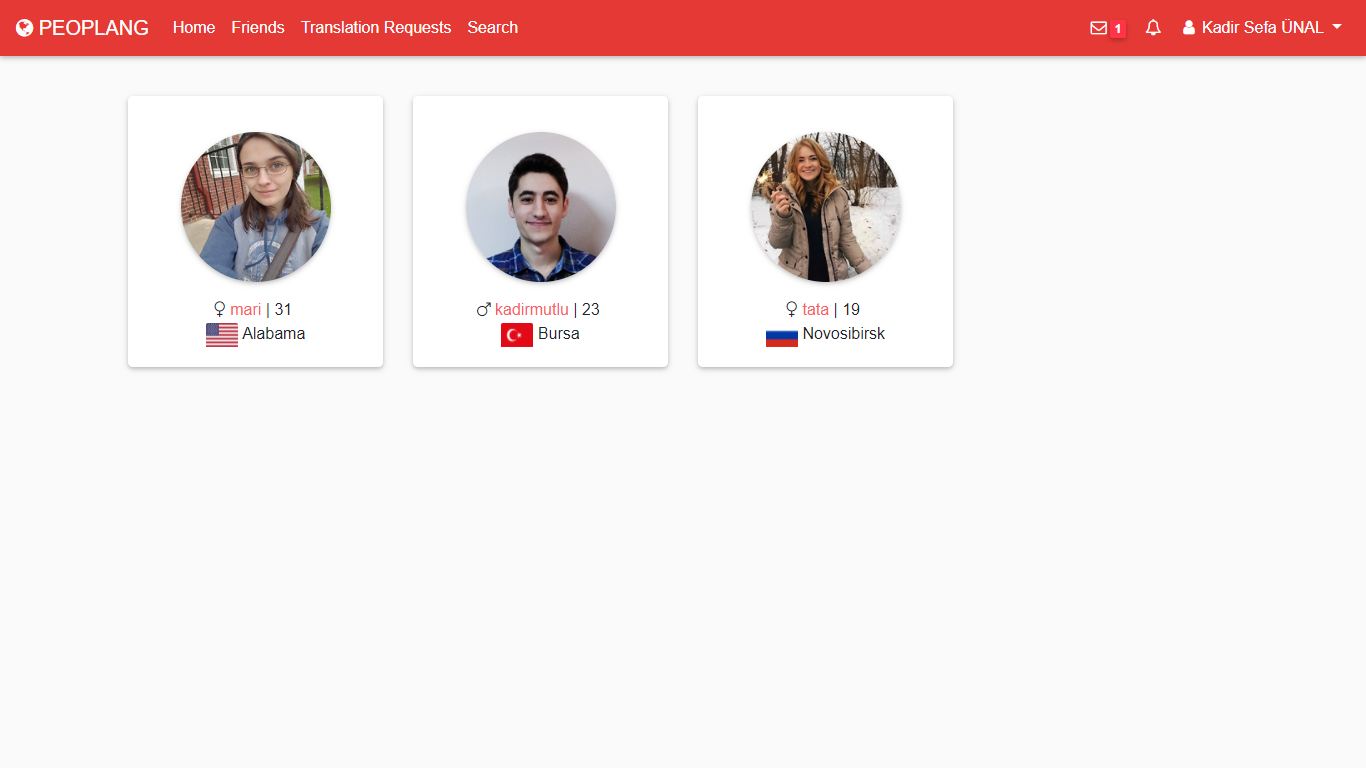 PEOPLANG Home Friends Translation Requests Search 1 Kadir Sefa ÜNAL
mari | 31
Alabama
kadirmutlu | 23
Bursa
tata | 19
Novosibirsk